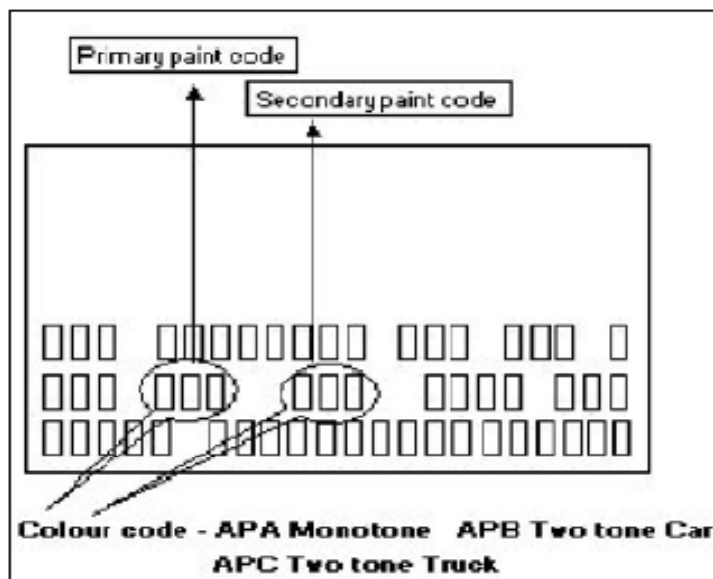 Primary paint code
Secondary paint code
Colour code - APA Monotone APB Two tone Car
APC Two tone Truck